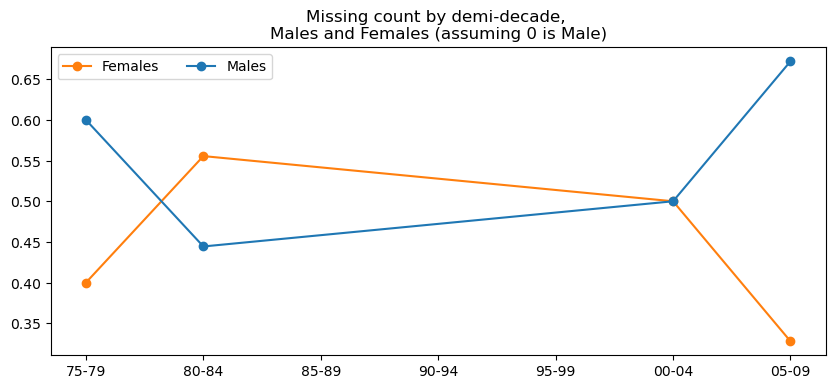 Missing count by demi-decade,
Males and Females (assuming 0 is Male)
Females Males
0.65
0.60
0.55
0.50
0.45
0.40
0.35
75-79 80-84 85-89 90-94 95-99 00-04 05-09